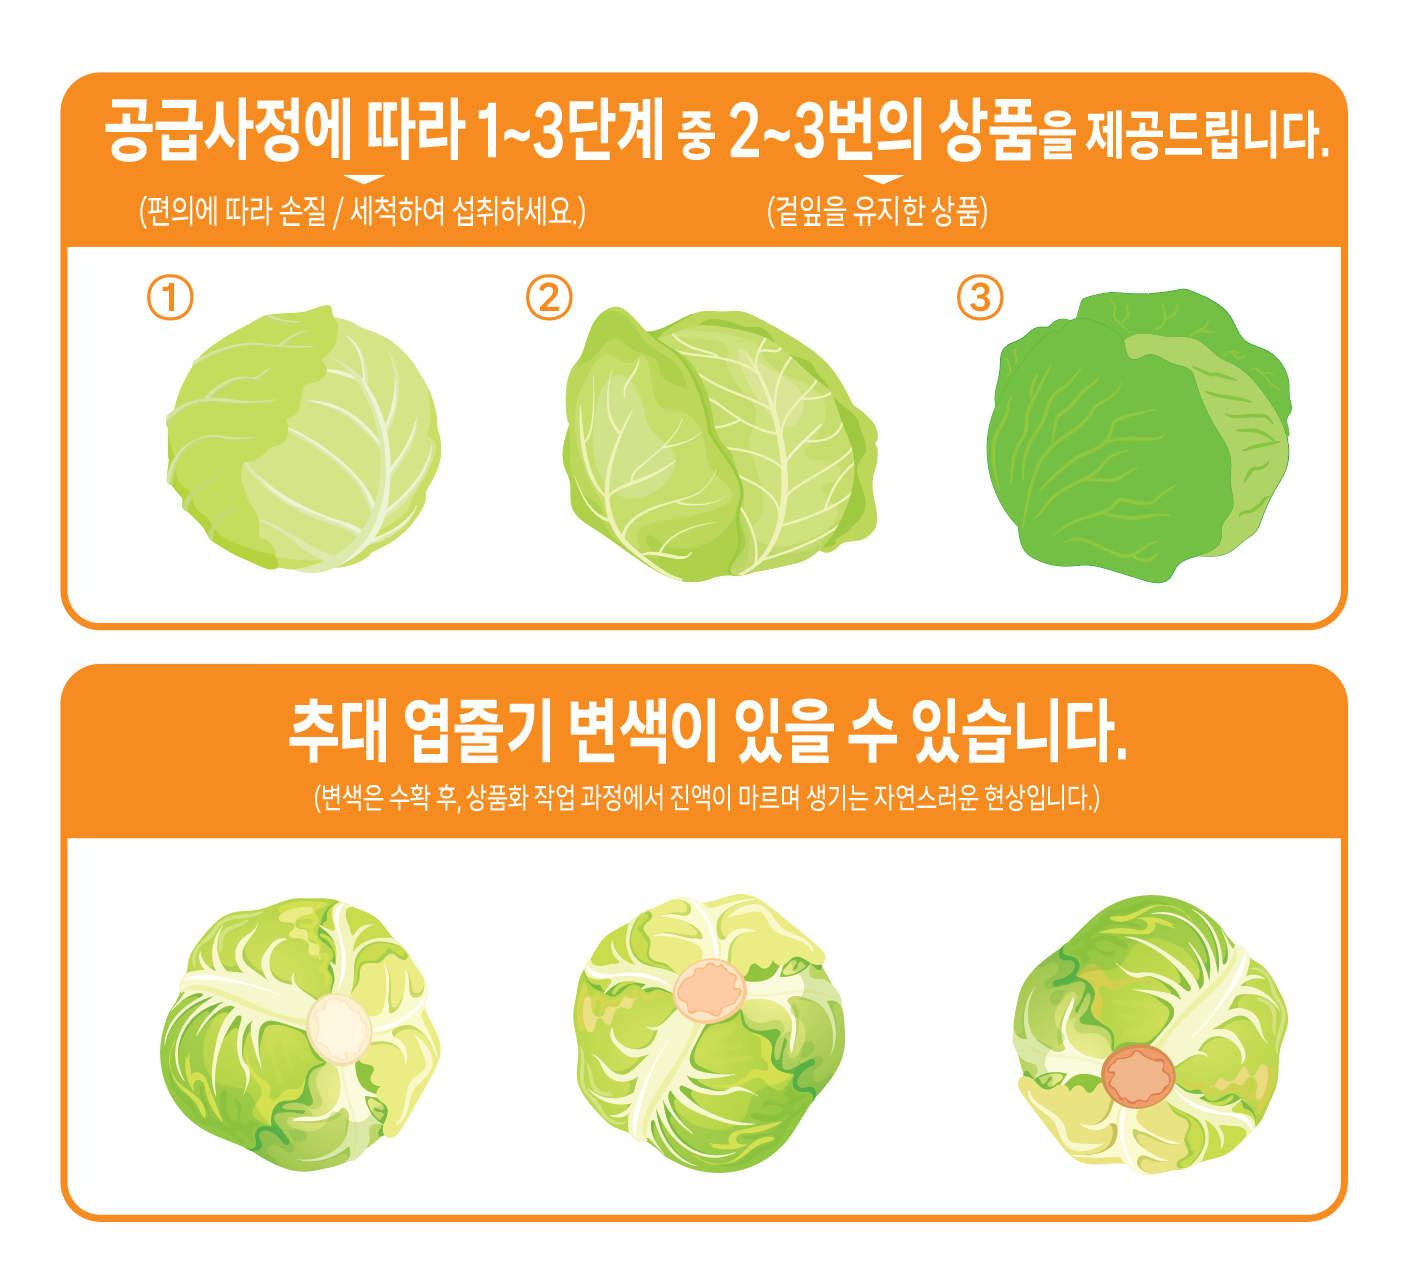 공급사정에 따라 1~3단계 중 2~3번의 상품을 제공드립니다.
(편의에 따라 손질 / 세척하여 섭취하세요.) (겉잎을 유지한 상품)
① ② ③
추대 엽줄기 변색이 있을 수 있습니다.
(변색은 수확 후, 상품화 작업 과정에서 진액이 마르며 생기는 자연스러운 현상입니다.)